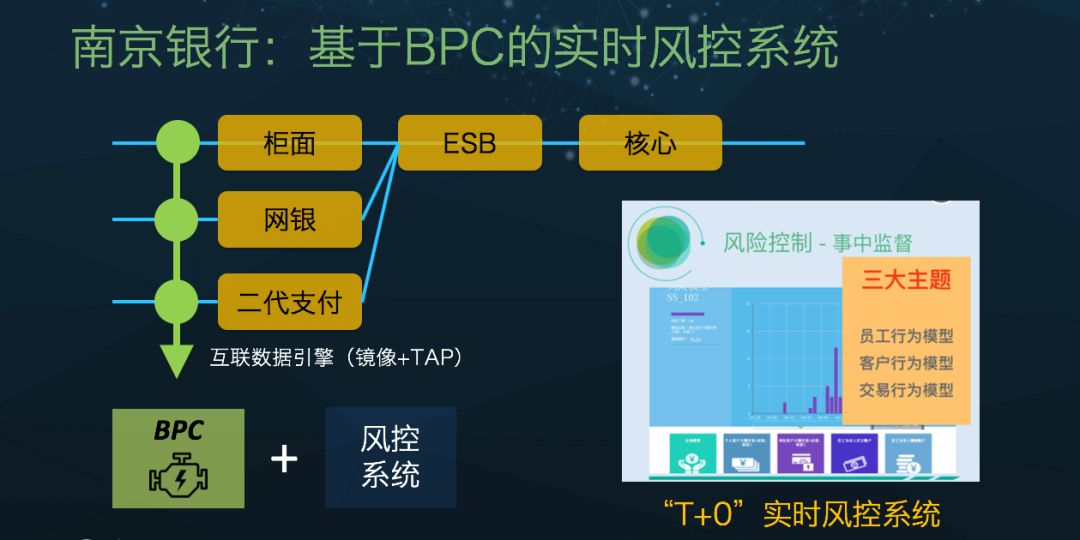 南京银行：基于BPC的实时风控系统
柜面
ESB
核心
网银
二代支付
互联数据引擎（镜像+TAP）
BPC
+
风控
系统
风险控制 - 事中监督
三大主题
SS_102
员工行为模型
客户行为模型
交易行为模型
“T+0”实时风控系统